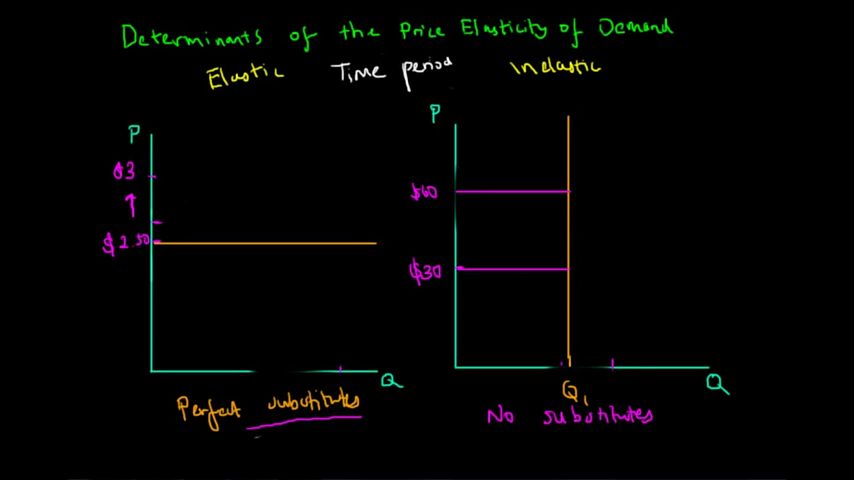 Determinants of the Price Elasticity of Demand
Elastic Time period Inelastic
P
$3
$2.50
Q
Perfect substitutes
P
$60
$30
Q1
Q
No substitutes